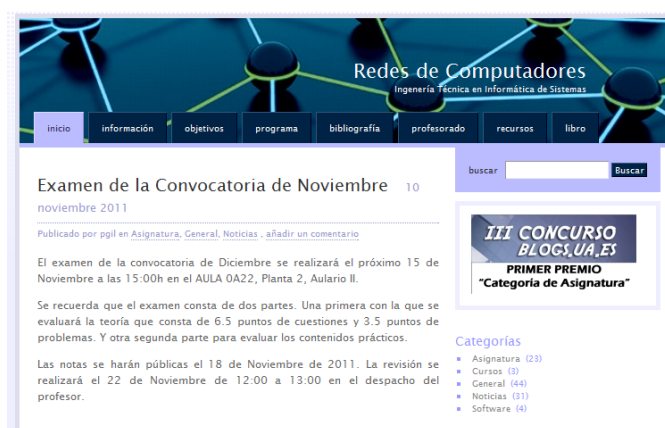 Redes de Computadores
Ingenería Técnica en Informática de Sistemas
inicio información objetivos programa bibliografía profesorado recursos libro
buscar Buscar
Examen de la Convocatoria de Noviembre 10
noviembre 2011
Publicado por pgil en Asignatura, General, Noticias , añadir un comentario
El examen de la convocatoria de Diciembre se realizará el próximo 15 de
Noviembre a las 15:00h en el AULA 0A22, Planta 2, Aulario II.
Se recuerda que el examen consta de dos partes. Una primera con la que se
evaluará la teoría que consta de 6.5 puntos de cuestiones y 3.5 puntos de
problemas. Y otra segunda parte para evaluar los contenidos prácticos.
Las notas se harán públicas el 18 de Noviembre de 2011. La revisión se
realizará el 22 de Noviembre de 12:00 a 13:00 en el despacho del
profesor.
III CONCURSO
BLOGS.UA.ES
PRIMER PREMIO
"Categoria de Asignatura"
Categorías
Asignatura (23)
Cursos (3)
General (44)
Noticias (31)
Software (4)